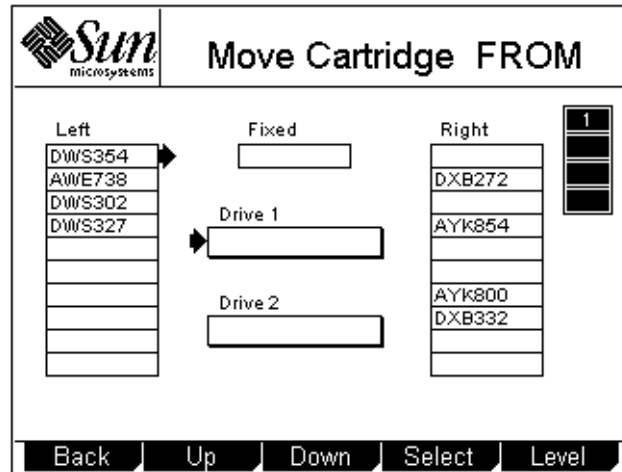 Sun
microsystems
Move Cartridge FROM
Left
Fixed
Right
1
DWS354
AWE738
DWS302
DWS327
Drive 1
Drive 2
DXB272
AYK854
AYK800
DXB332
Back Up Down Select Level